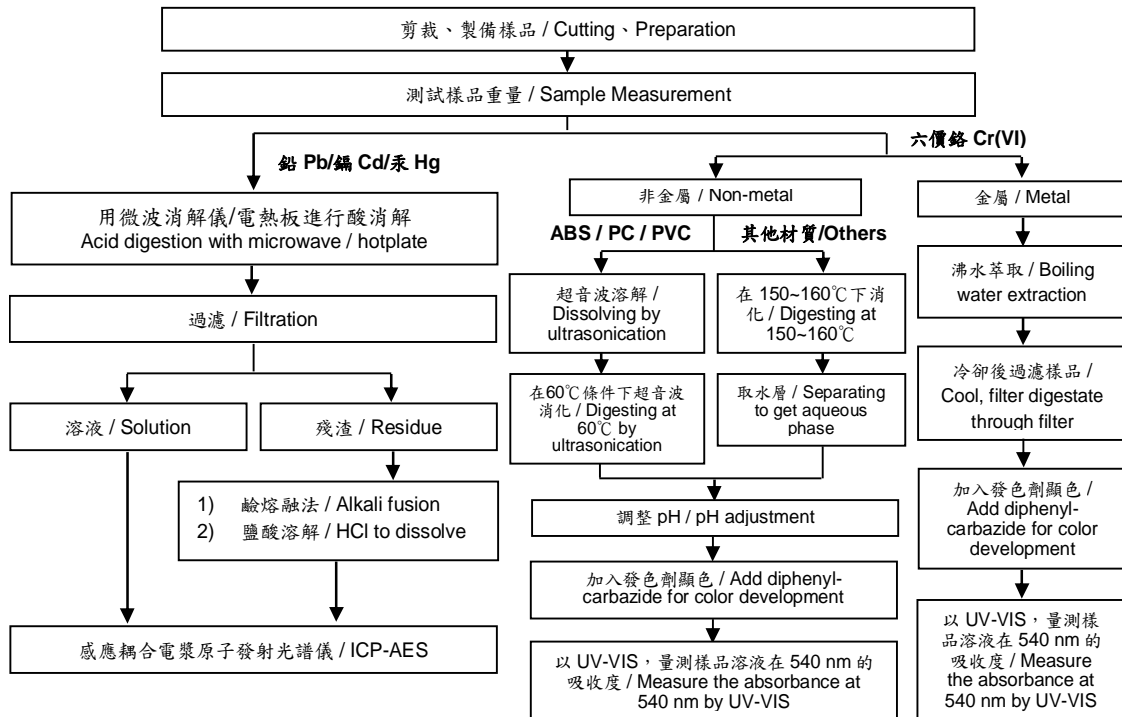 剪裁、製備樣品 / Cutting、Preparation
測試樣品重量 / Sample Measurement
鉛 Pb/鎘 Cd/汞 Hg
六價鉻 Cr(VI)
用微波消解儀/電熱板進行酸消解
Acid digestion with microwave / hotplate
過濾 / Filtration
溶液 / Solution
殘渣 / Residue
1) 鹼熔融法 / Alkali fusion
2) 鹽酸溶解 / HCl to dissolve
感應耦合電漿原子發射光譜儀 / ICP-AES
非金屬 / Non-metal
ABS / PC / PVC
其他材質/Others
超音波溶解 /
Dissolving by
ultrasonication
在60℃條件下超音波
消化 / Digesting at
60℃ by
ultrasonication
在 150~160℃下消
化 / Digesting at
150~160℃
取水層 / Separating
to get aqueous
phase
調整 pH / pH adjustment
加入發色劑顯色 / Add diphenyl-
carbazide for color development
以 UV-VIS，量測樣品溶液在 540 nm 的
吸收度 / Measure the absorbance at
540 nm by UV-VIS
金屬 / Metal
沸水萃取 / Boiling
water extraction
冷卻後過濾樣品 /
Cool, filter digestate
through filter
加入發色劑顯色 /
Add diphenyl-
carbazide for color
development
以 UV-VIS，量測樣
品溶液在 540 nm 的
吸收度 / Measure
the absorbance at
540 nm by UV-VIS